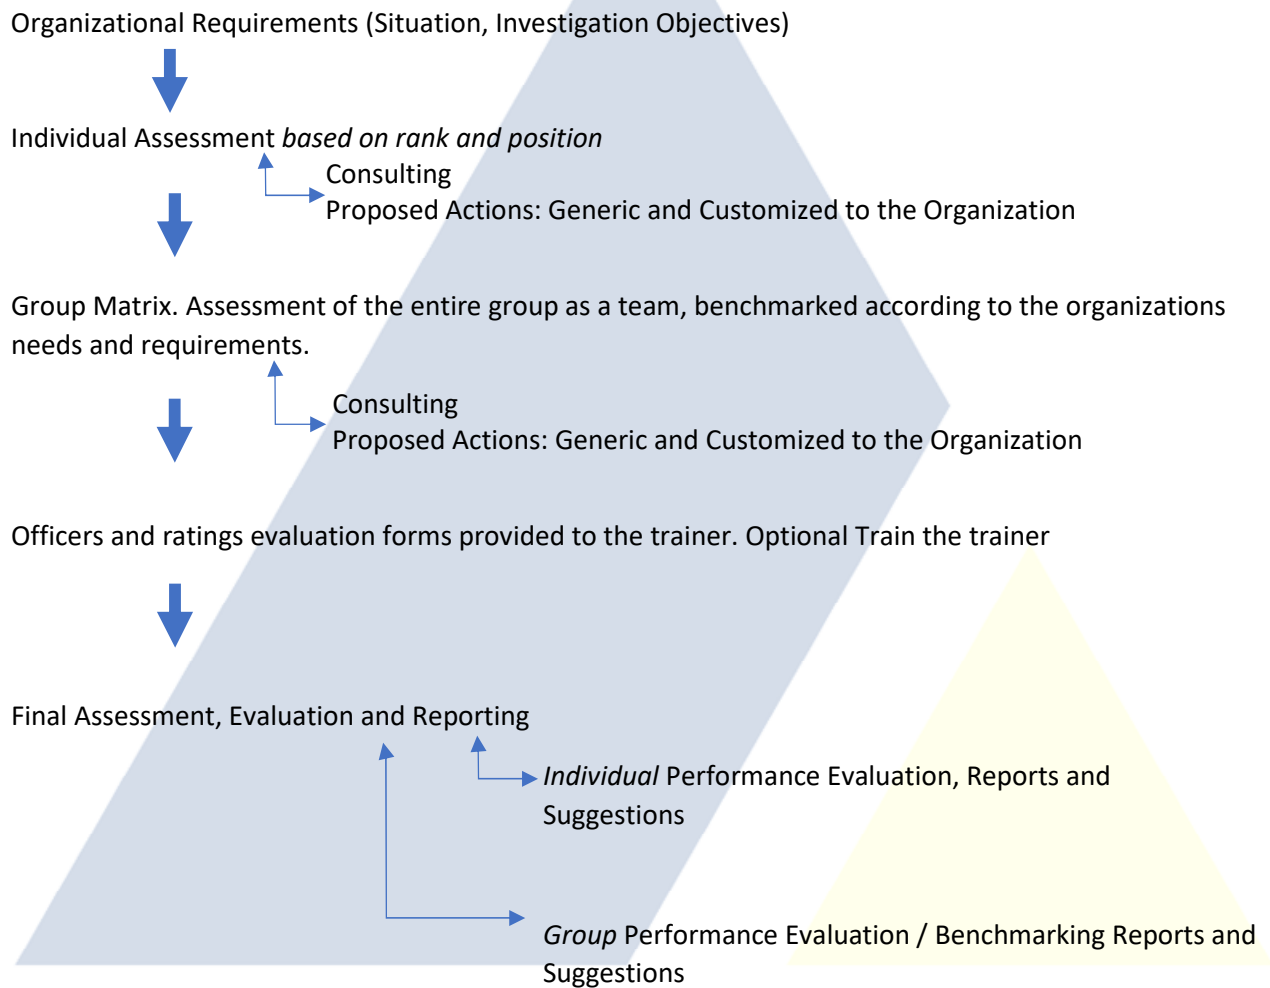 Organizational Requirements (Situation, Investigation Objectives)
Individual Assessment based on rank and position
Consulting
Proposed Actions: Generic and Customized to the Organization
Group Matrix. Assessment of the entire group as a team, benchmarked according to the organizations
needs and requirements.
Consulting
Proposed Actions: Generic and Customized to the Organization
Officers and ratings evaluation forms provided to the trainer. Optional Train the trainer
Final Assessment, Evaluation and Reporting
Individual Performance Evaluation, Reports and
Suggestions
Group Performance Evaluation / Benchmarking Reports and
Suggestions